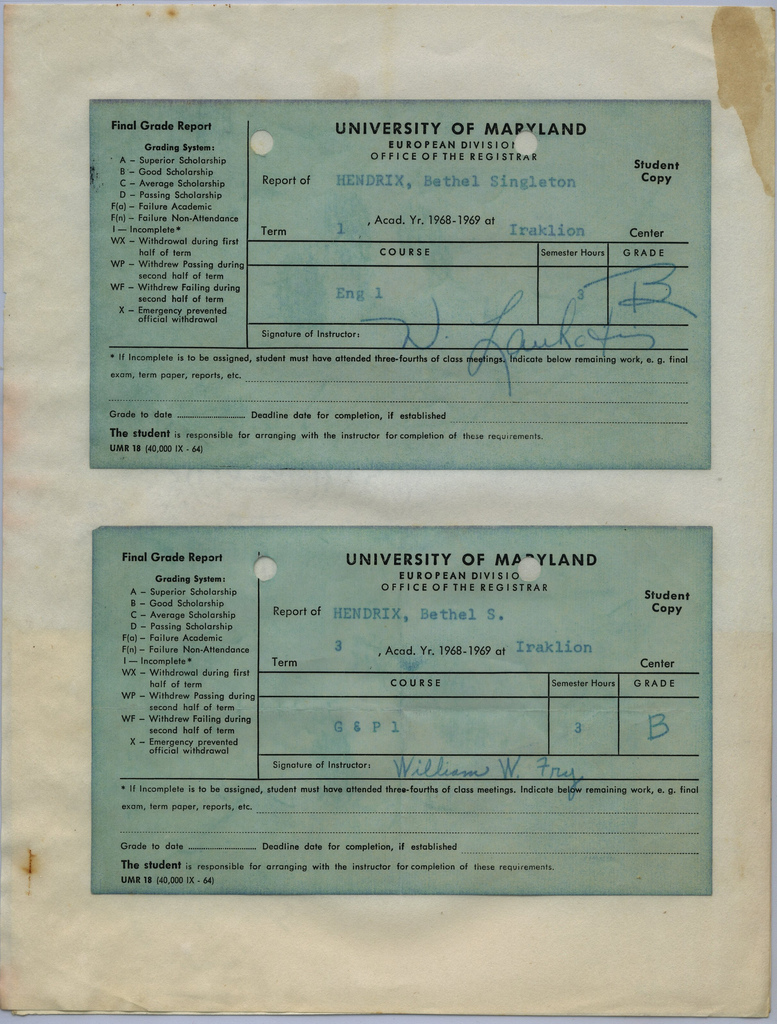 Final Grade Report
Grading System:
A – Superior Scholarship
B – Good Scholarship
C – Average Scholarship
D – Passing Scholarship
F(a) – Failure Academic
F(n) – Failure Non-Attendance
I — Incomplete*
WX – Withdrawal during first
half of term
WP – Withdrew Passing during
second half of term
WF – Withdrew Failing during
second half of term
X – Emergency prevented
official withdrawal
UNIVERSITY OF MARYLAND
EUROPEAN DIVISION
OFFICE OF THE REGISTRAR
Student
Copy
Report of HENDRIX, Bethel Singleton
Term 1 , Acad. Yr. 1968-1969 at Iraklion Center
COURSE Semester Hours GRADE
Eng 1 3 B
Signature of Instructor: W.
* If Incomplete is to be assigned, student must have attended three-fourths of class meetings. Indicate below remaining work, e. g. final
exam, term paper, reports, etc.
Grade to date Deadline date for completion, if established
The student is responsible for arranging with the instructor for completion of these requirements.
UMR 18 (40,000 IX - 64)
Final Grade Report
Grading System:
A – Superior Scholarship
B – Good Scholarship
C – Average Scholarship
D – Passing Scholarship
F(a) – Failure Academic
F(n) – Failure Non-Attendance
I — Incomplete*
WX – Withdrawal during first
half of term
WP – Withdrew Passing during
second half of term
WF – Withdrew Failing during
second half of term
X – Emergency prevented
official withdrawal
UNIVERSITY OF MARYLAND
EUROPEAN DIVISIO
OFFICE OF THE REGISTRAR
Student
Copy
Report of HENDRIX, Bethel S.
Term 3 , Acad. Yr. 1968-1969 at Iraklion Center
COURSE Semester Hours GRADE
G & P 1 3 B
Signature of Instructor: William W. Fry
* If Incomplete is to be assigned, student must have attended three-fourths of class meetings. Indicate below remaining work, e. g. final
exam, term paper, reports, etc.
Grade to date Deadline date for completion, if established
The student is responsible for arranging with the instructor for completion of these requirements.
UMR 18 (40,000 IX - 64)